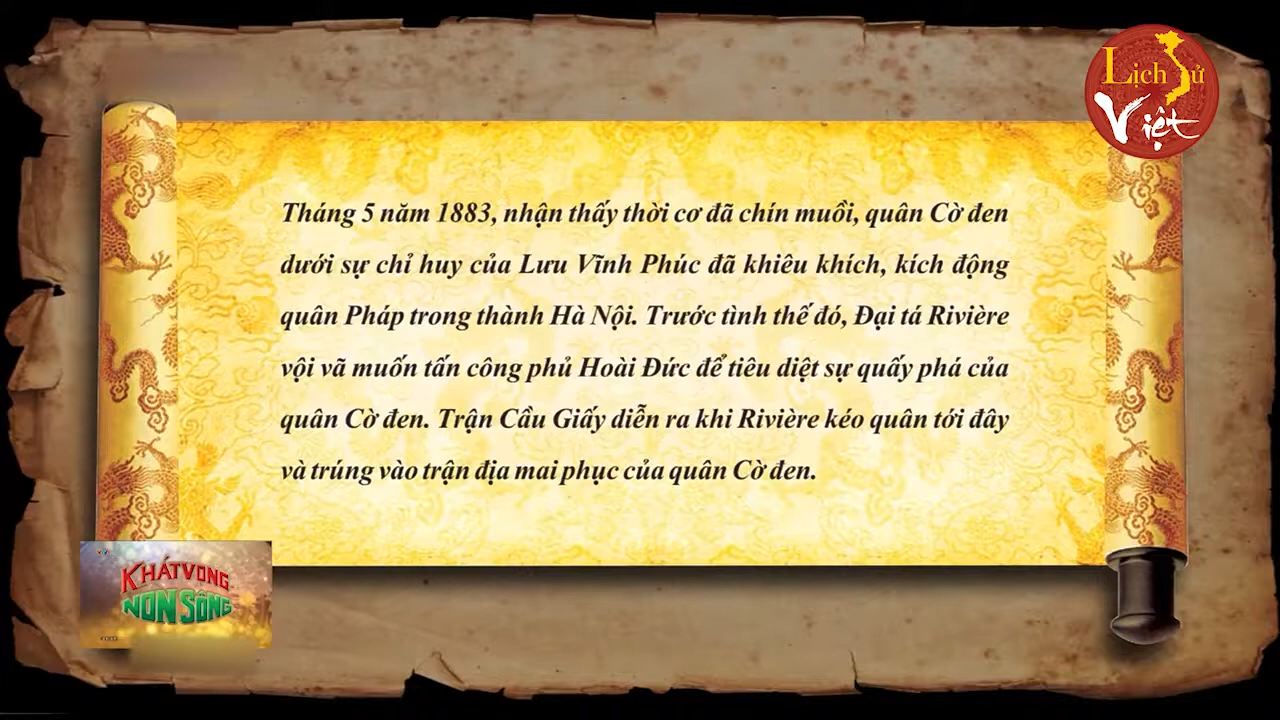 Lịch Sử
Việt
Tháng 5 năm 1883, nhận thấy thời cơ đã chín muồi, quân Cờ đen
dưới sự chỉ huy của Lưu Vĩnh Phúc đã khiêu khích, kích động
quân Pháp trong thành Hà Nội. Trước tình thế đó, Đại tá Rivière
vội vã muốn tấn công phủ Hoài Đức để tiêu diệt sự quấy phá của
quân Cờ đen. Trận Cầu Giấy diễn ra khi Rivière kéo quân tới đây
và trúng vào trận địa mai phục của quân Cờ đen.
KHÁT VỌNG
NON SÔNG